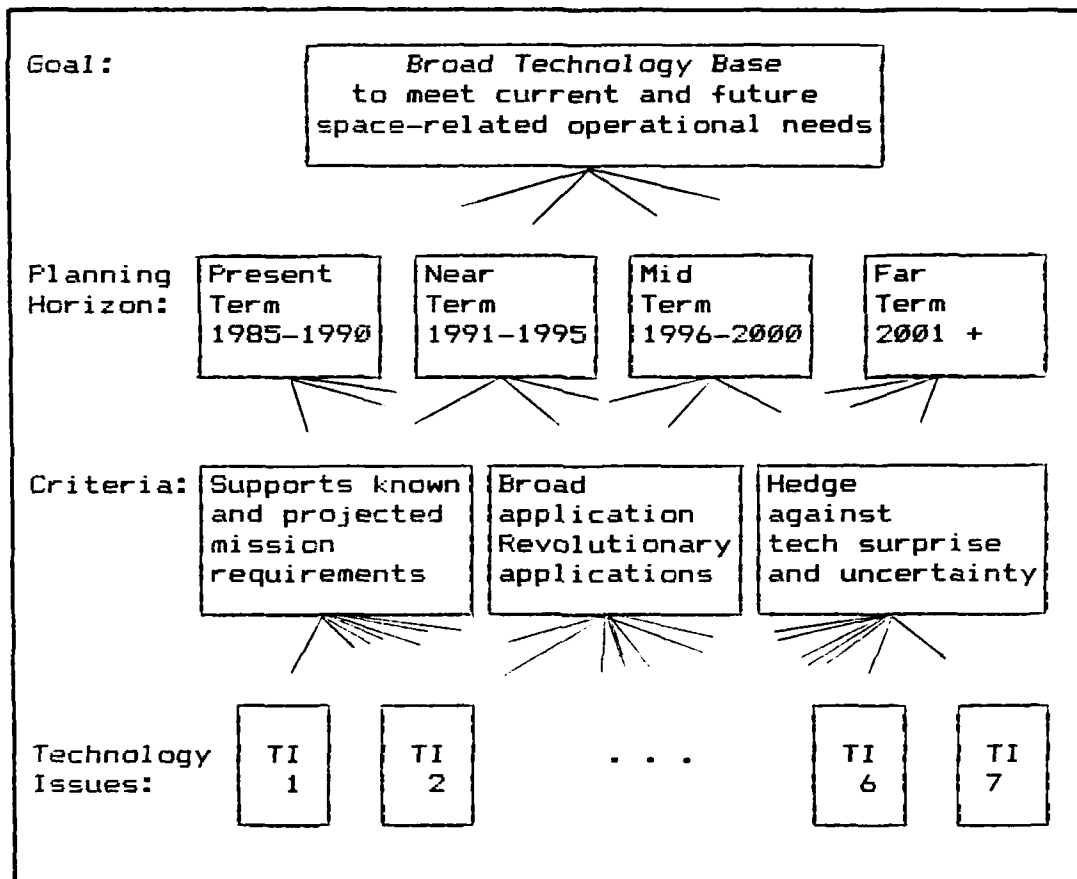 Goal:
Broad Technology Base
to meet current and future
space-related operational needs
Planning
Horizon:
Present
Term
1985-1990
Near
Term
1991-1995
Mid
Term
1996-2000
Far
Term
2001 +
Criteria:
Supports known
and projected
mission
requirements
Broad
application
Revolutionary
applications
Hedge
against
tech surprise
and uncertainty
Technology
Issues:
TI
1
TI
2
. . .
TI
6
TI
7